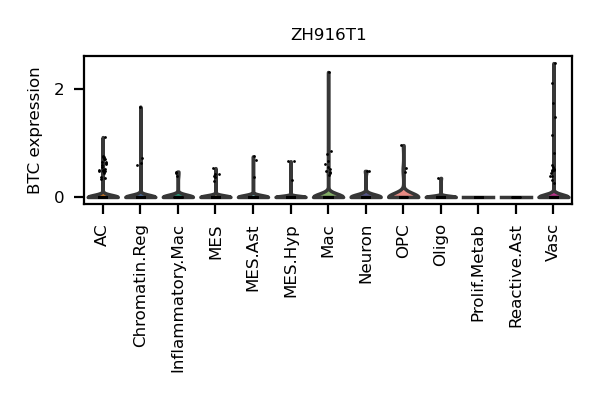 ZH916T1
BTC expression
2
0
AC
Chromatin.Reg
Inflammatory.Mac
MES
MES.Ast
MES.Hyp
Mac
Neuron
OPC
Oligo
Prolif.Metab
Reactive.Ast
Vasc